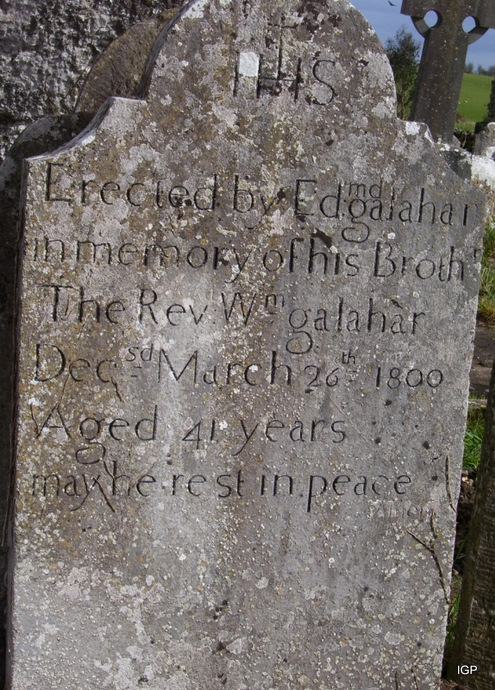 IHS
Erected by Edmd galahar
in memory of his Brothr
The Rev: Wm galahar
Decsd March 26th 1800
Aged 41 years
may he rest in peace
Amen
IGP